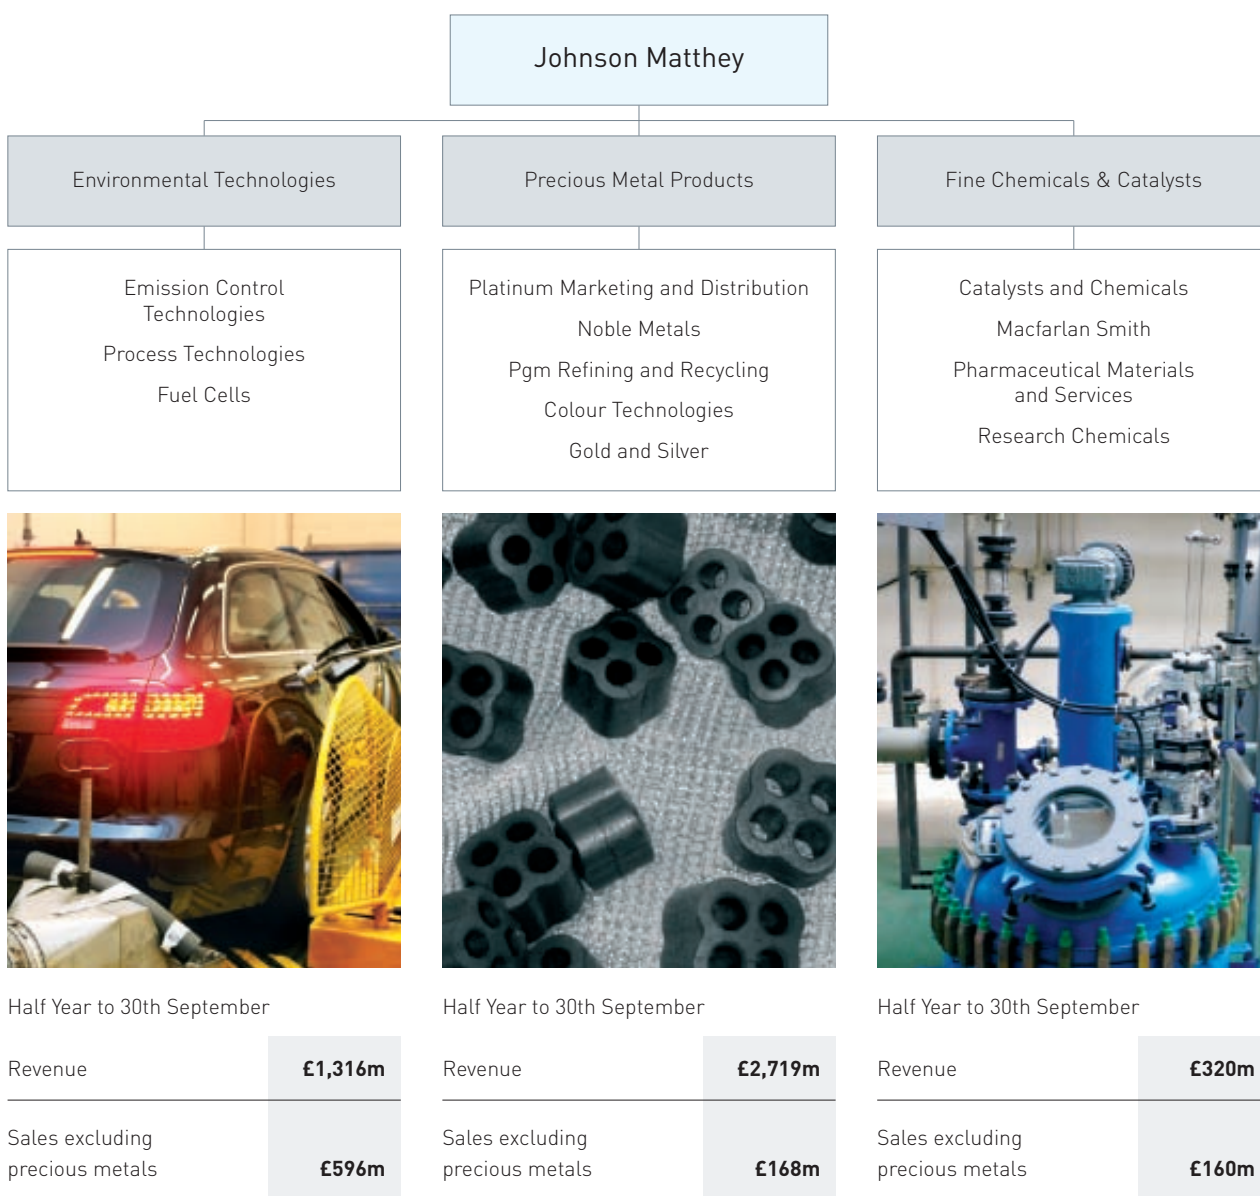 Johnson Matthey
Environmental Technologies
Emission Control
Technologies
Process Technologies
Fuel Cells
Precious Metal Products
Platinum Marketing and Distribution
Noble Metals
Pgm Refining and Recycling
Colour Technologies
Gold and Silver
Fine Chemicals & Catalysts
Catalysts and Chemicals
Macfarlan Smith
Pharmaceutical Materials
and Services
Research Chemicals
Half Year to 30th September
Revenue £1,316m
Sales excluding
precious metals £596m
Half Year to 30th September
Revenue £2,719m
Sales excluding
precious metals £168m
Half Year to 30th September
Revenue £320m
Sales excluding
precious metals £160m